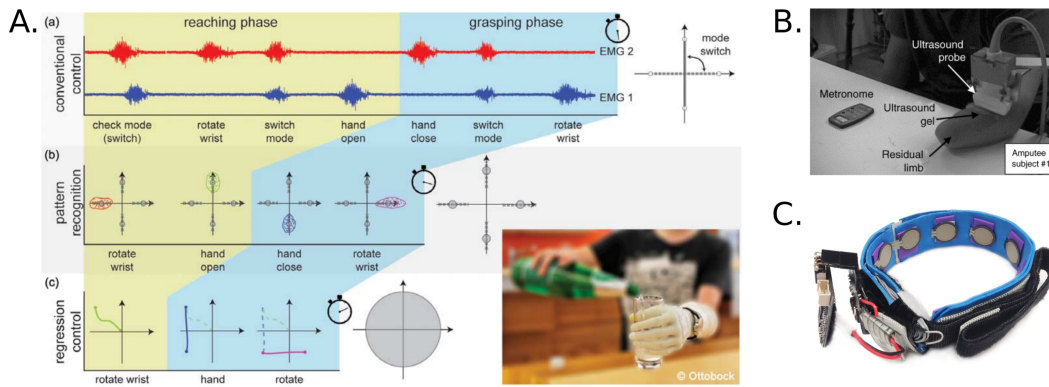 A.
reaching phase
grasping phase
(a)
conventional
control
EMG 2
EMG 1
mode
switch
check mode
(switch)
rotate
wrist
switch
mode
hand
open
hand
close
switch
mode
rotate
wrist
(b)
pattern
recognition
rotate
wrist
hand
open
hand
close
rotate
wrist
(c)
regression
control
rotate wrist
hand
rotate
© Ottobock
B.
Ultrasound
probe
Metronome
Ultrasound
gel
Residual
limb
Amputee
subject #1
C.